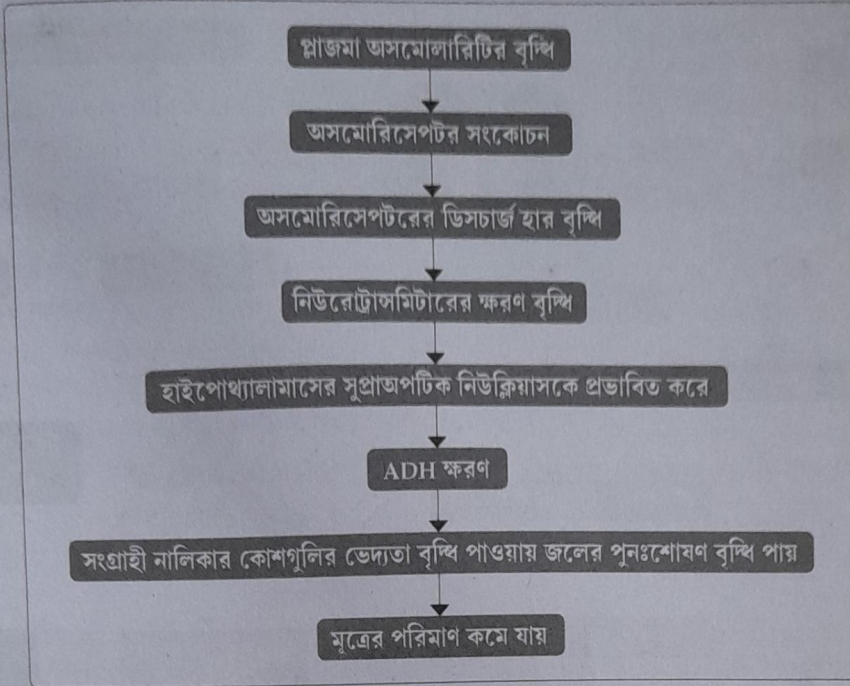 প্লাজমা অসমোলারিটির বৃদ্ধি
অসমোরিসেপটর সংকোচন
অসমোরিসেপটরের ডিসচার্জ হার বৃদ্ধি
নিউরোট্রান্সমিটারের ক্ষরণ বৃদ্ধি
হাইপোথ্যালামাসের সুপ্রাঅপটিক নিউক্লিয়াসকে প্রভাবিত করে
ADH ক্ষরণ
সংগ্রাহী নালিকার কোশগুলির ভেদ্যতা বৃদ্ধি পাওয়ায় জলের পুনঃশোষণ বৃদ্ধি পায়
মূত্রের পরিমাণ কমে যায়